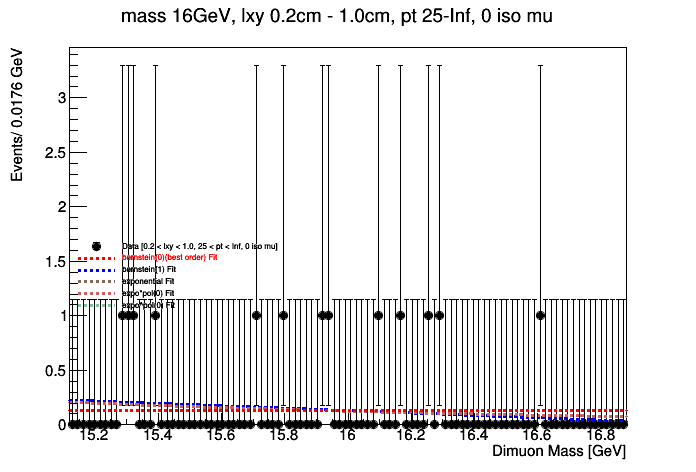 mass 16GeV, lxy 0.2cm - 1.0cm, pt 25-Inf, 0 iso mu
Events/ 0.0176 GeV
3
2.5
2
1.5
1
0.5
0
Data [0.2 < lxy < 1.0, 25 < pt < Inf, 0 iso mu]
bernstein(0)(best order) Fit
bernstein(1) Fit
exponential Fit
expo*pol(0) Fit
15.2 15.4 15.6 15.8 16 16.2 16.4 16.6 16.8
Dimuon Mass [GeV]